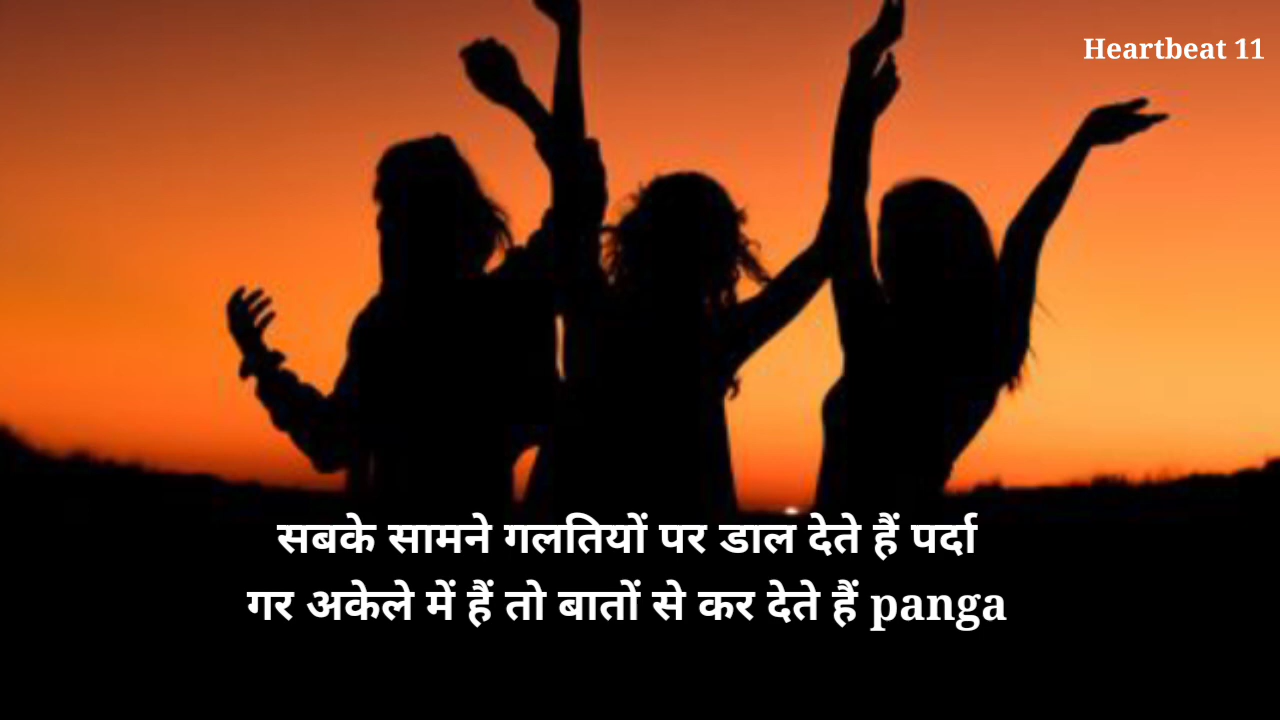 Heartbeat 11
सबके सामने गलतियों पर डाल देते हैं पर्दा
गर अकेले में हैं तो बातों से कर देते हैं panga